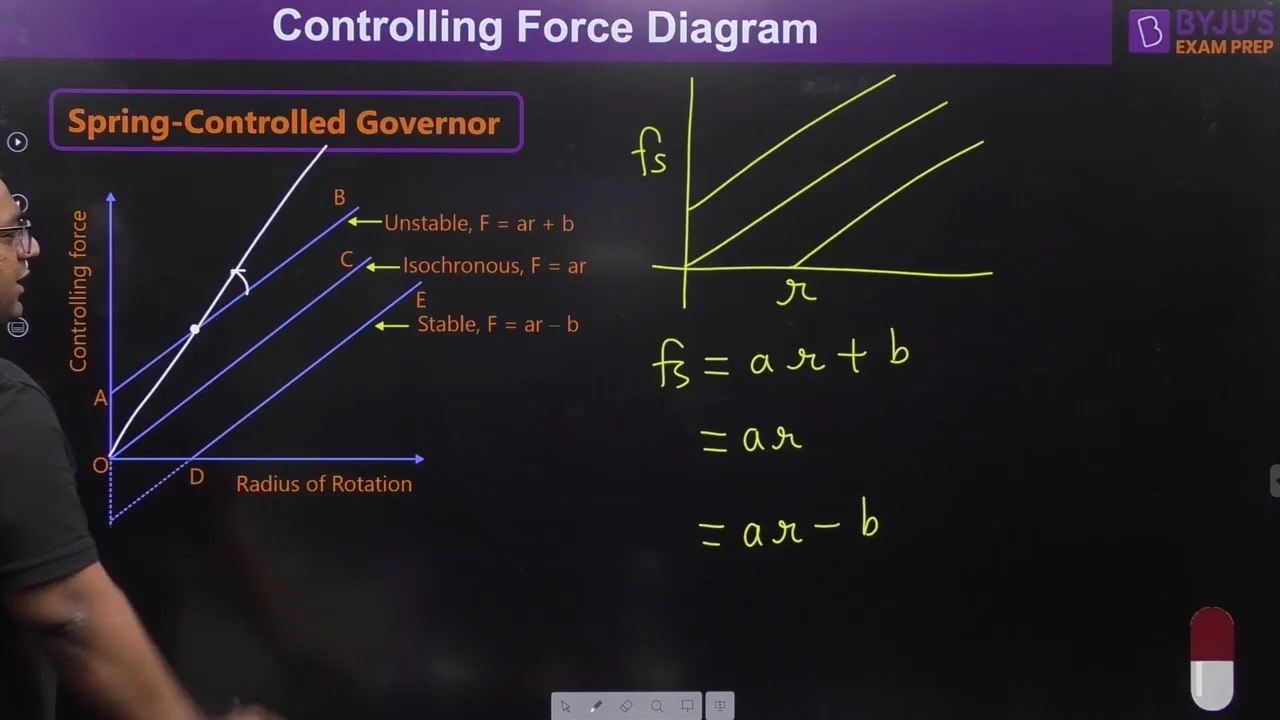 Controlling Force Diagram
BYJU'S
EXAM PREP
Spring-Controlled Governor
Controlling force
B
Unstable, F = ar + b
C
Isochronous, F = ar
E
Stable, F = ar – b
A
O
D
Radius of Rotation
fs
r
fs = ar + b
= ar
= ar – b